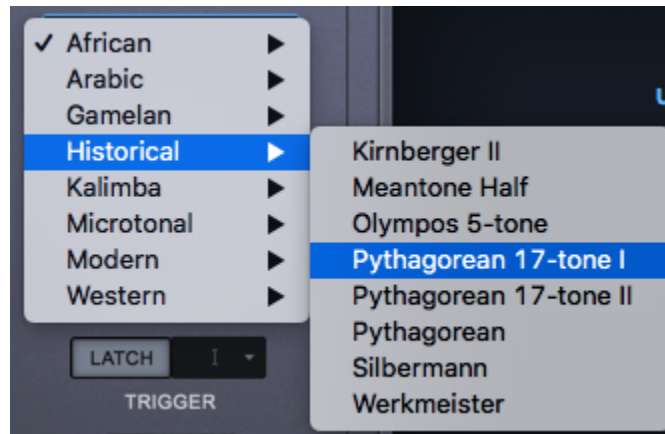 ✓ African
Arabic
Gamelan
Historical
Kalimba
Microtonal
Modern
Western
Kirnberger II
Meantone Half
Olympos 5-tone
Pythagorean 17-tone I
Pythagorean 17-tone II
Pythagorean
Silbermann
Werkmeister
LATCH
I
TRIGGER